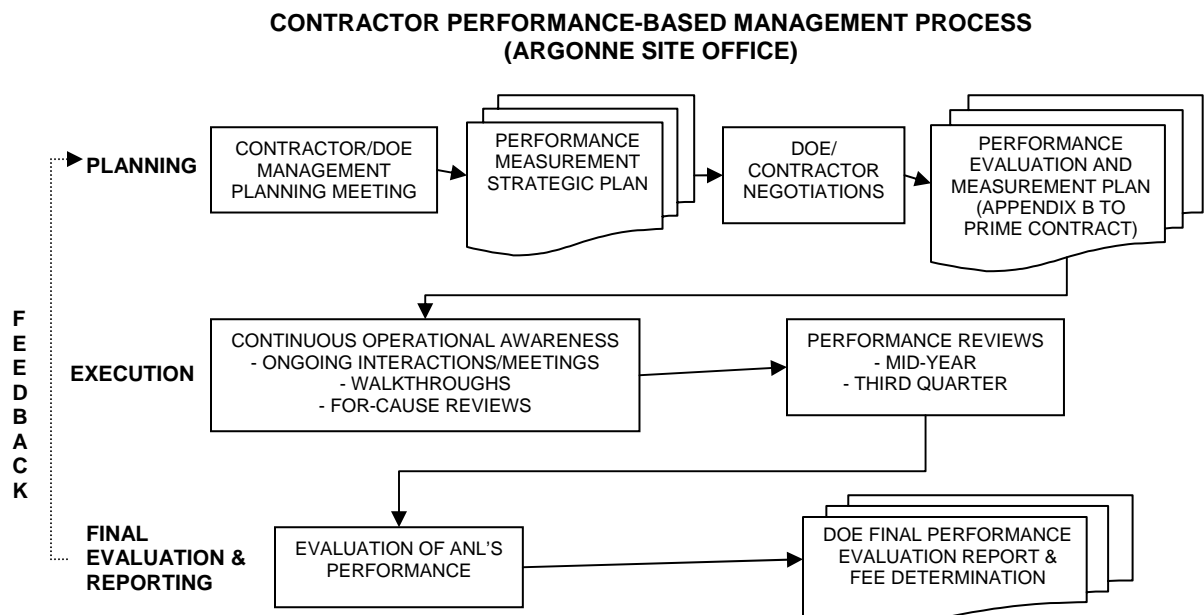 CONTRACTOR PERFORMANCE-BASED MANAGEMENT PROCESS
(ARGONNE SITE OFFICE)
PLANNING
CONTRACTOR/DOE
MANAGEMENT
PLANNING MEETING
PERFORMANCE
MEASUREMENT
STRATEGIC PLAN
DOE/
CONTRACTOR
NEGOTIATIONS
PERFORMANCE
EVALUATION AND
MEASUREMENT PLAN
(APPENDIX B TO
PRIME CONTRACT)
F
E
E
D
B
A
C
K
EXECUTION
CONTINUOUS OPERATIONAL AWARENESS
- ONGOING INTERACTIONS/MEETINGS
- WALKTHROUGHS
- FOR-CAUSE REVIEWS
PERFORMANCE REVIEWS
- MID-YEAR
- THIRD QUARTER
FINAL
EVALUATION &
REPORTING
EVALUATION OF ANL'S
PERFORMANCE
DOE FINAL PERFORMANCE
EVALUATION REPORT &
FEE DETERMINATION